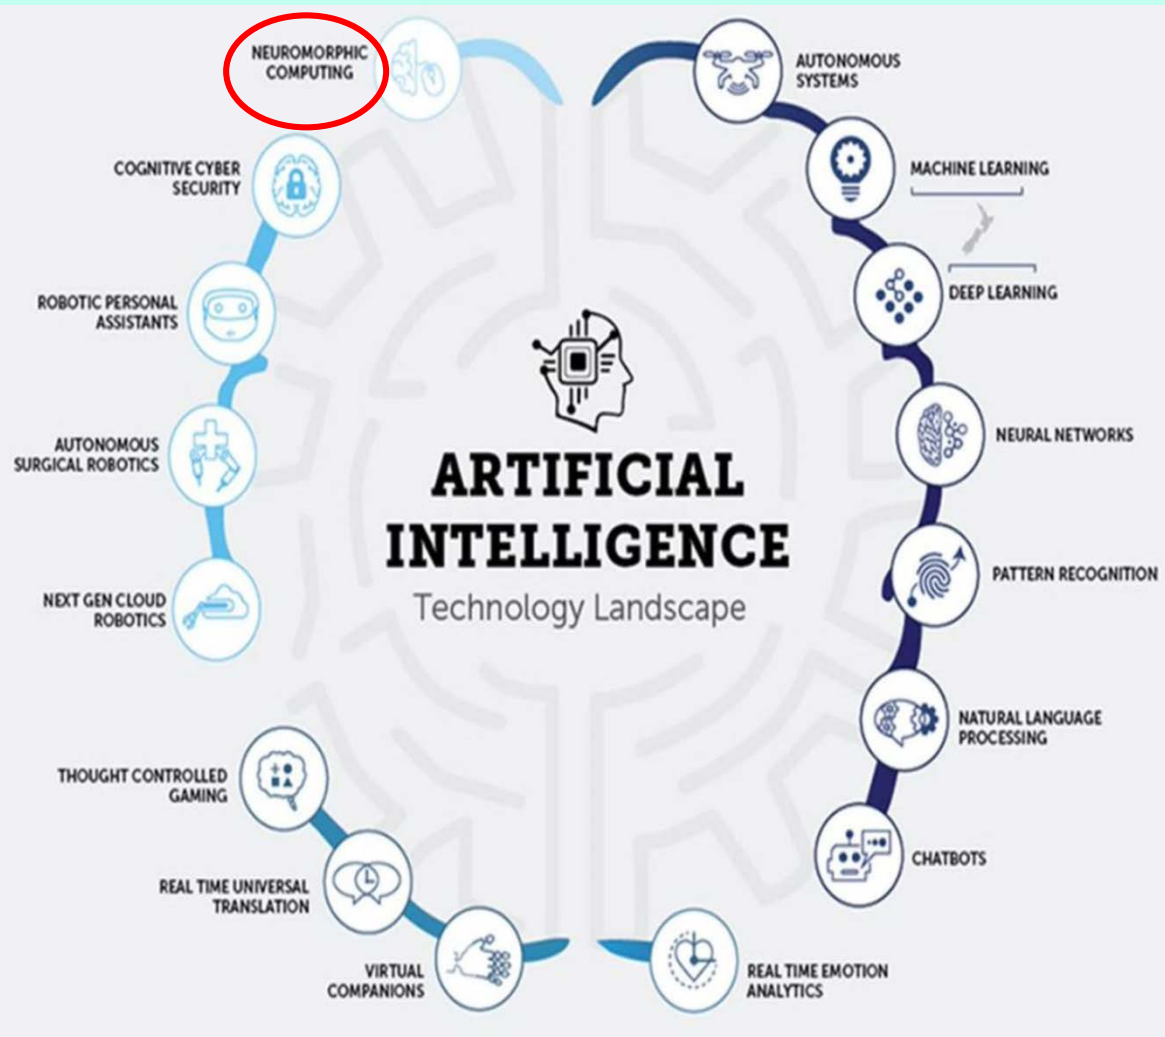 NEUROMORPHIC
COMPUTING
COGNITIVE CYBER
SECURITY
ROBOTIC PERSONAL
ASSISTANTS
AUTONOMOUS
SURGICAL ROBOTICS
NEXT GEN CLOUD
ROBOTICS
THOUGHT CONTROLLED
GAMING
REAL TIME UNIVERSAL
TRANSLATION
VIRTUAL
COMPANIONS
ARTIFICIAL
INTELLIGENCE
Technology Landscape
AUTONOMOUS
SYSTEMS
MACHINE LEARNING
DEEP LEARNING
NEURAL NETWORKS
PATTERN RECOGNITION
NATURAL LANGUAGE
PROCESSING
CHATBOTS
REAL TIME EMOTION
ANALYTICS